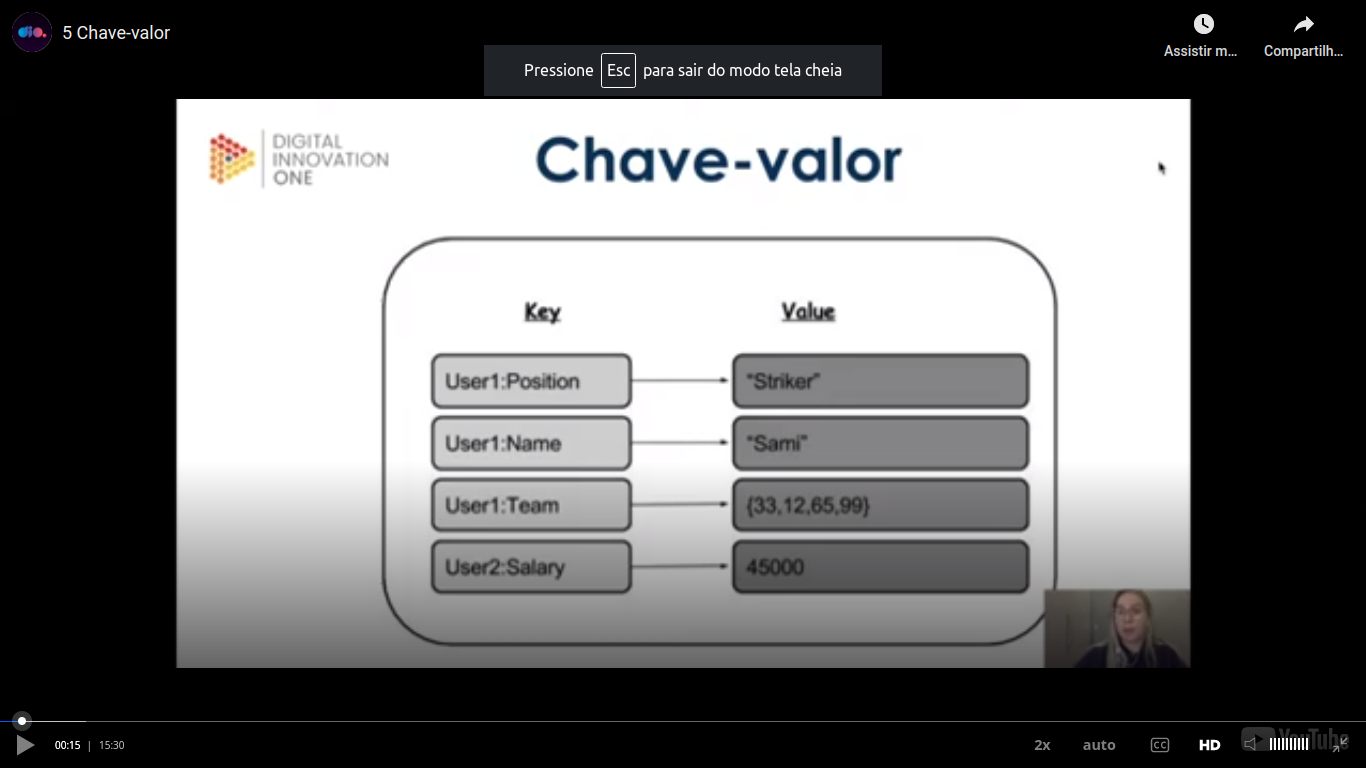 5 Chave-valor
Assistir m...
Compartilh...
Pressione Esc para sair do modo tela cheia
DIGITAL
INNOVATION
ONE
Chave-valor
Key Value
User1:Position "Striker"
User1:Name "Sami"
User1:Team {33,12,65,99}
User2:Salary 45000
00:15 | 15:30
2x auto CC HD
YouTube